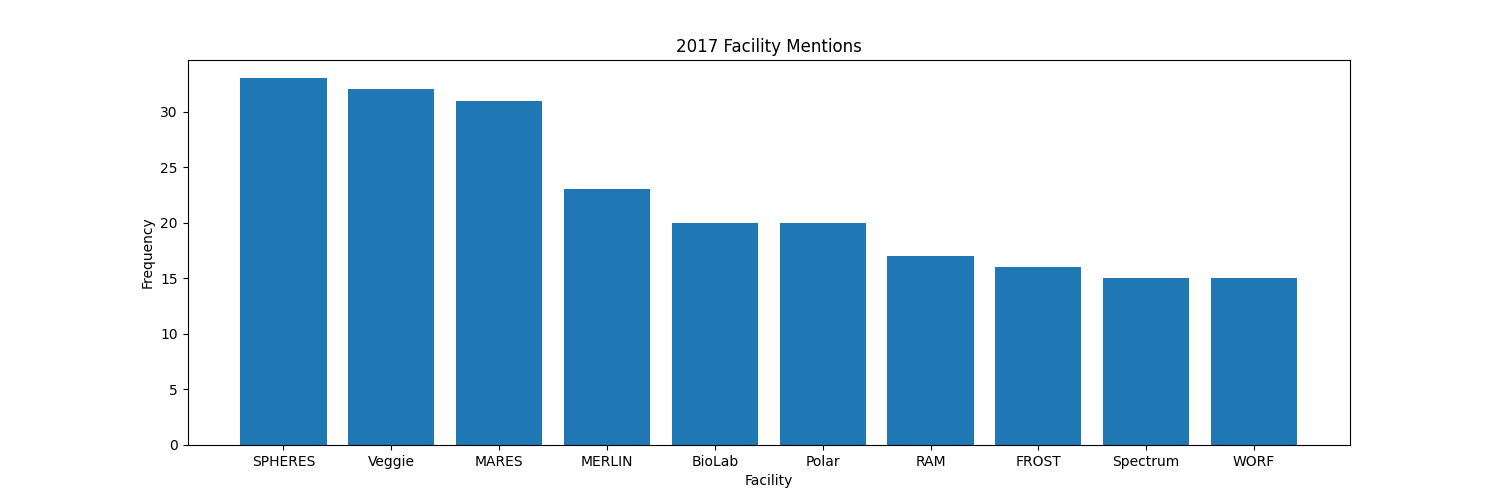 2017 Facility Mentions
30
25
20
15
10
5
0
Frequency
SPHERES Veggie MARES MERLIN BioLab Polar RAM FROST Spectrum WORF
Facility